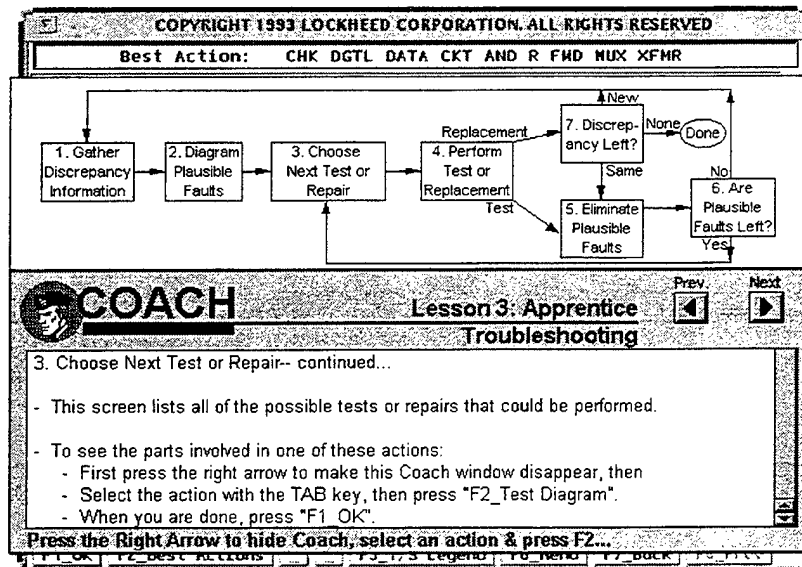 COPYRIGHT 1993 LOCKHEED CORPORATION. ALL RIGHTS RESERVED
Best Action: CHK DGTL DATA CKT AND R FWD MUX XFMR
1. Gather
Discrepancy
Information
2. Diagram
Plausible
Faults
3. Choose
Next Test or
Repair
4. Perform
Test or
Replacement
Replacement
Test
7. Discrep-
ancy Left?
New
None
Done
Same
5. Eliminate
Plausible
Faults
No
6. Are
Plausible
Faults Left?
Yes
COACH
Lesson 3: Apprentice
Troubleshooting
Prev
Next
3. Choose Next Test or Repair-- continued...
- This screen lists all of the possible tests or repairs that could be performed.
- To see the parts involved in one of these actions:
- First press the right arrow to make this Coach window disappear, then
- Select the action with the TAB key, then press "F2_Test Diagram".
- When you are done, press "F1_OK".
Press the Right Arrow to hide Coach, select an action & press F2...
F1_OK F2_Best Actions Legend F6_Menu F7_Back